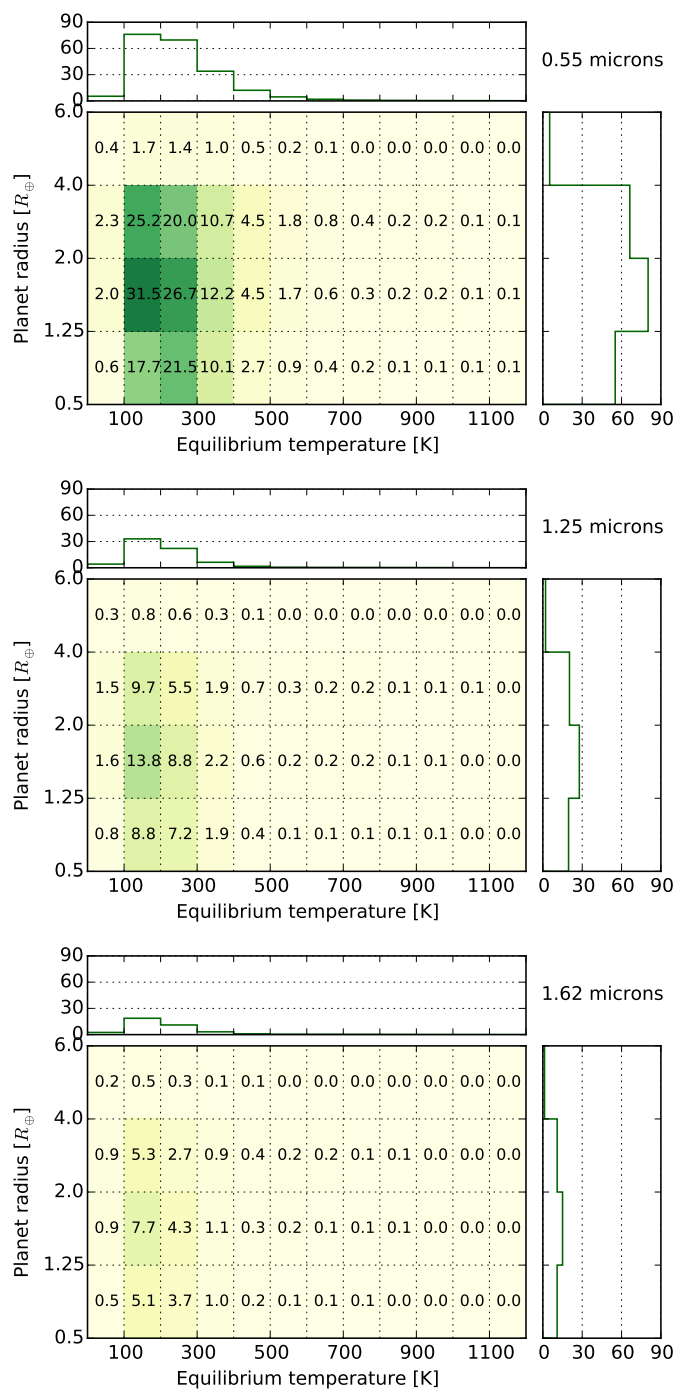 90
60
30
0
0.55 microns
6.0
0.4 1.7 1.4 1.0 0.5 0.2 0.1 0.0 0.0 0.0 0.0 0.0
4.0
2.3 25.2 20.0 10.7 4.5 1.8 0.8 0.4 0.2 0.2 0.1 0.1
2.0
2.0 31.5 26.7 12.2 4.5 1.7 0.6 0.3 0.2 0.2 0.1 0.1
1.25
0.6 17.7 21.5 10.1 2.7 0.9 0.4 0.2 0.1 0.1 0.1 0.1
0.5
Planet radius [R⊕]
100 300 500 700 900 1100
Equilibrium temperature [K]
0 30 60 90
90
60
30
0
1.25 microns
6.0
0.3 0.8 0.6 0.3 0.1 0.0 0.0 0.0 0.0 0.0 0.0 0.0
4.0
1.5 9.7 5.5 1.9 0.7 0.3 0.2 0.2 0.1 0.1 0.1 0.0
2.0
1.6 13.8 8.8 2.2 0.6 0.2 0.2 0.2 0.1 0.1 0.0 0.0
1.25
0.8 8.8 7.2 1.9 0.4 0.1 0.1 0.1 0.1 0.1 0.0 0.0
0.5
Planet radius [R⊕]
100 300 500 700 900 1100
Equilibrium temperature [K]
0 30 60 90
90
60
30
0
1.62 microns
6.0
0.2 0.5 0.3 0.1 0.1 0.0 0.0 0.0 0.0 0.0 0.0 0.0
4.0
0.9 5.3 2.7 0.9 0.4 0.2 0.2 0.1 0.1 0.0 0.0 0.0
2.0
0.9 7.7 4.3 1.1 0.3 0.2 0.1 0.1 0.1 0.0 0.0 0.0
1.25
0.5 5.1 3.7 1.0 0.2 0.1 0.1 0.1 0.0 0.0 0.0 0.0
0.5
Planet radius [R⊕]
100 300 500 700 900 1100
Equilibrium temperature [K]
0 30 60 90